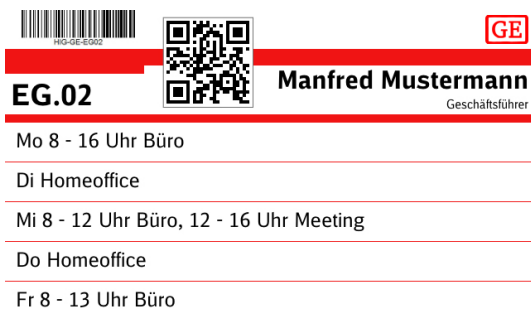 HIG-GE-EG02
GE
EG.02
Manfred Mustermann
Geschäftsführer
Mo 8 - 16 Uhr Büro
Di Homeoffice
Mi 8 - 12 Uhr Büro, 12 - 16 Uhr Meeting
Do Homeoffice
Fr 8 - 13 Uhr Büro